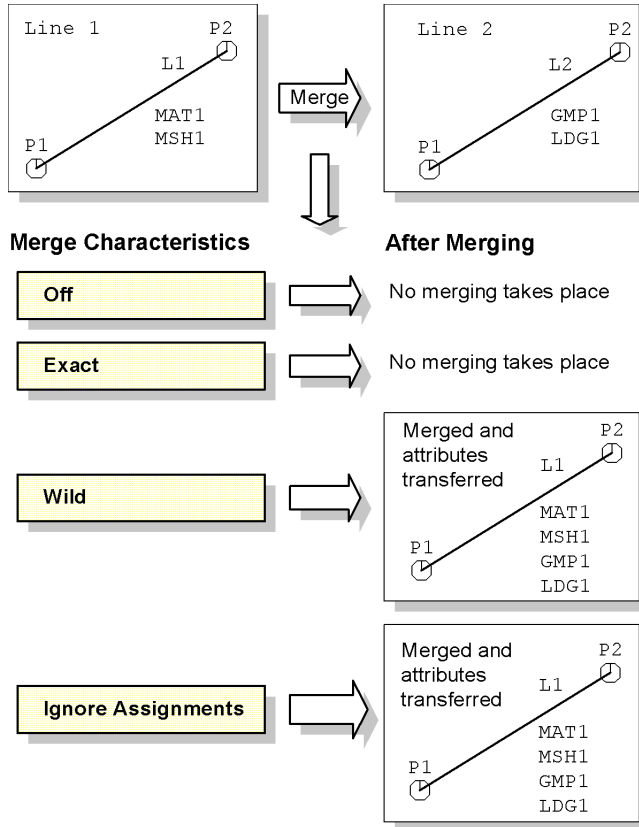 Line 1
P2
L1
MAT1
MSH1
P1
Merge
Line 2
P2
L2
GMP1
LDG1
P1
Merge Characteristics
After Merging
Off
No merging takes place
Exact
No merging takes place
Wild
Merged and
attributes
transferred
P2
L1
MAT1
MSH1
GMP1
LDG1
P1
Ignore Assignments
Merged and
attributes
transferred
P2
L1
MAT1
MSH1
GMP1
LDG1
P1